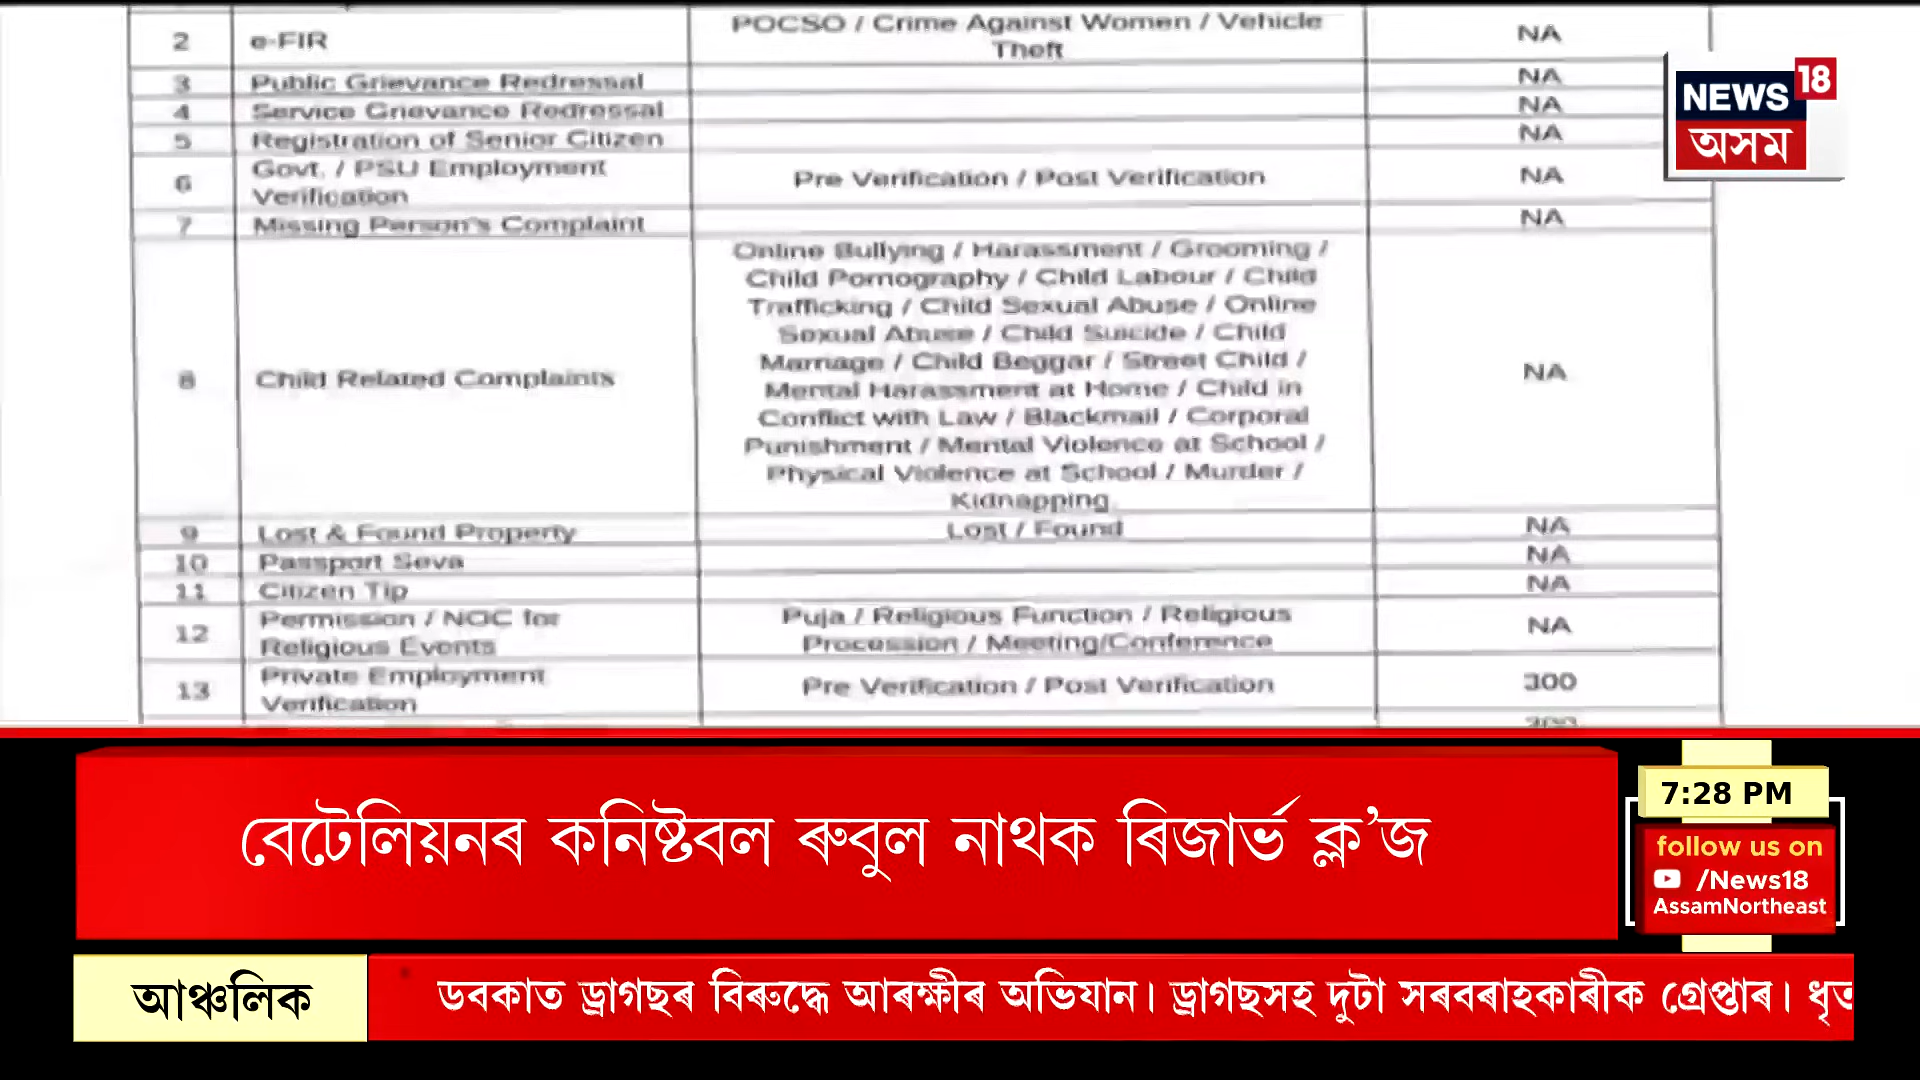 2 e-FIR POCSO / Crime Against Women / Vehicle Theft NA
3 Public Grievance Redressal NA
4 Service Grievance Redressal NA
5 Registration of Senior Citizen NA
6 Govt. / PSU Employment Verification Pre Verification / Post Verification NA
7 Missing Person's Complaint NA
8 Child Related Complaints NA
Online Bullying / Harassment / Grooming /
Child Pornography / Child Labour / Child
Trafficking / Child Sexual Abuse / Online
Sexual Abuse / Child Suicide / Child
Marriage / Child Beggar / Street Child /
Mental Harassment at Home / Child in
Conflict with Law / Blackmail / Corporal
Punishment / Mental Violence at School /
Physical Violence at School / Murder /
Kidnapping
9 Lost & Found Property Lost / Found NA
10 Passport Seva NA
11 Citizen Tip NA
12 Permission / NOC for Religious Events Puja / Religious Function / Religious Procession / Meeting/Conference NA
13 Private Employment Verification Pre Verification / Post Verification 300
NEWS 18
অসম
বেটেলিয়নৰ কনিষ্টবল ৰুবুল নাথক ৰিজাৰ্ভ ক্ল'জ
7:28 PM
follow us on
/News18
AssamNortheast
আঞ্চলিক
ডবকাত ড্ৰাগছৰ বিৰুদ্ধে আৰক্ষীৰ অভিযান। ড্ৰাগছসহ দুটা সৰবৰাহকাৰীক গ্ৰেপ্তাৰ।